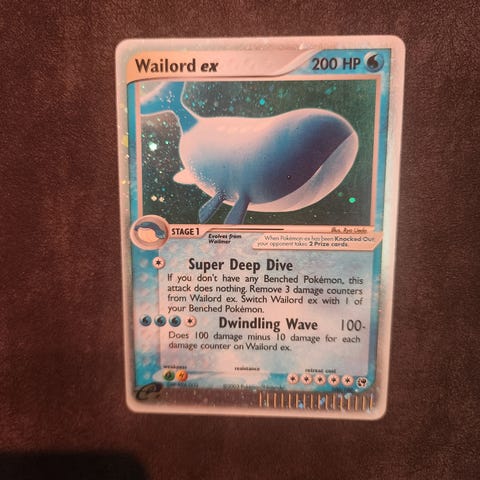 Wailord ex 200 HP
Illus. Ryo Ueda
STAGE 1
Evolves from
Wailmer
When Pokémon ex has been Knocked Out,
your opponent takes 2 Prize cards.
Super Deep Dive
If you don't have any Benched Pokémon, this
attack does nothing. Remove 3 damage counters
from Wailord ex. Switch Wailord ex with 1 of
your Benched Pokémon.
Dwindling Wave 100-
Does 100 damage minus 10 damage for each
damage counter on Wailord ex.
weakness resistance retreat cost
©2003 Pokémon/Nintendo